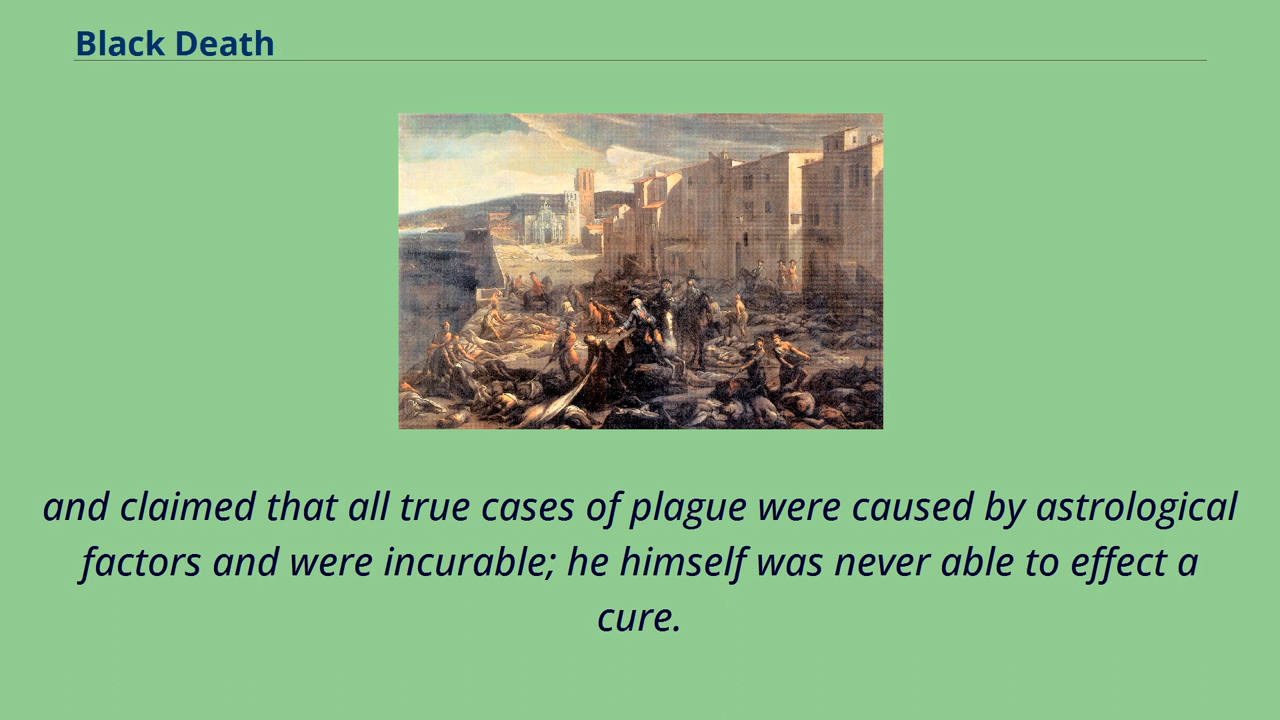 Black Death
and claimed that all true cases of plague were caused by astrological
factors and were incurable; he himself was never able to effect a
cure.